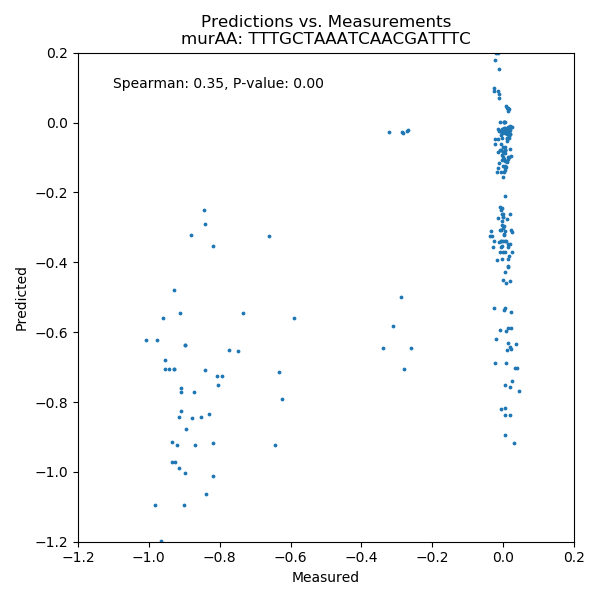 Predictions vs. Measurements
murAA: TTTGCTAAATCAACGATTTC
0.2
Spearman: 0.35, P-value: 0.00
0.0
−0.2
−0.4
Predicted
−0.6
−0.8
−1.0
−1.2
−1.2 −1.0 −0.8 −0.6 −0.4 −0.2 0.0 0.2
Measured